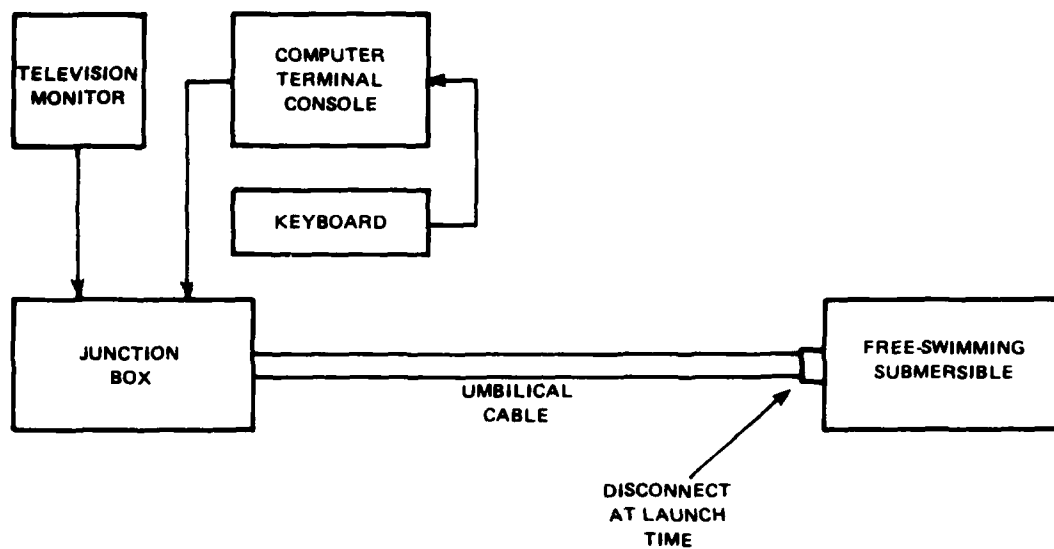 TELEVISION
MONITOR
COMPUTER
TERMINAL
CONSOLE
KEYBOARD
JUNCTION
BOX
UMBILICAL
CABLE
FREE-SWIMMING
SUBMERSIBLE
DISCONNECT
AT LAUNCH
TIME